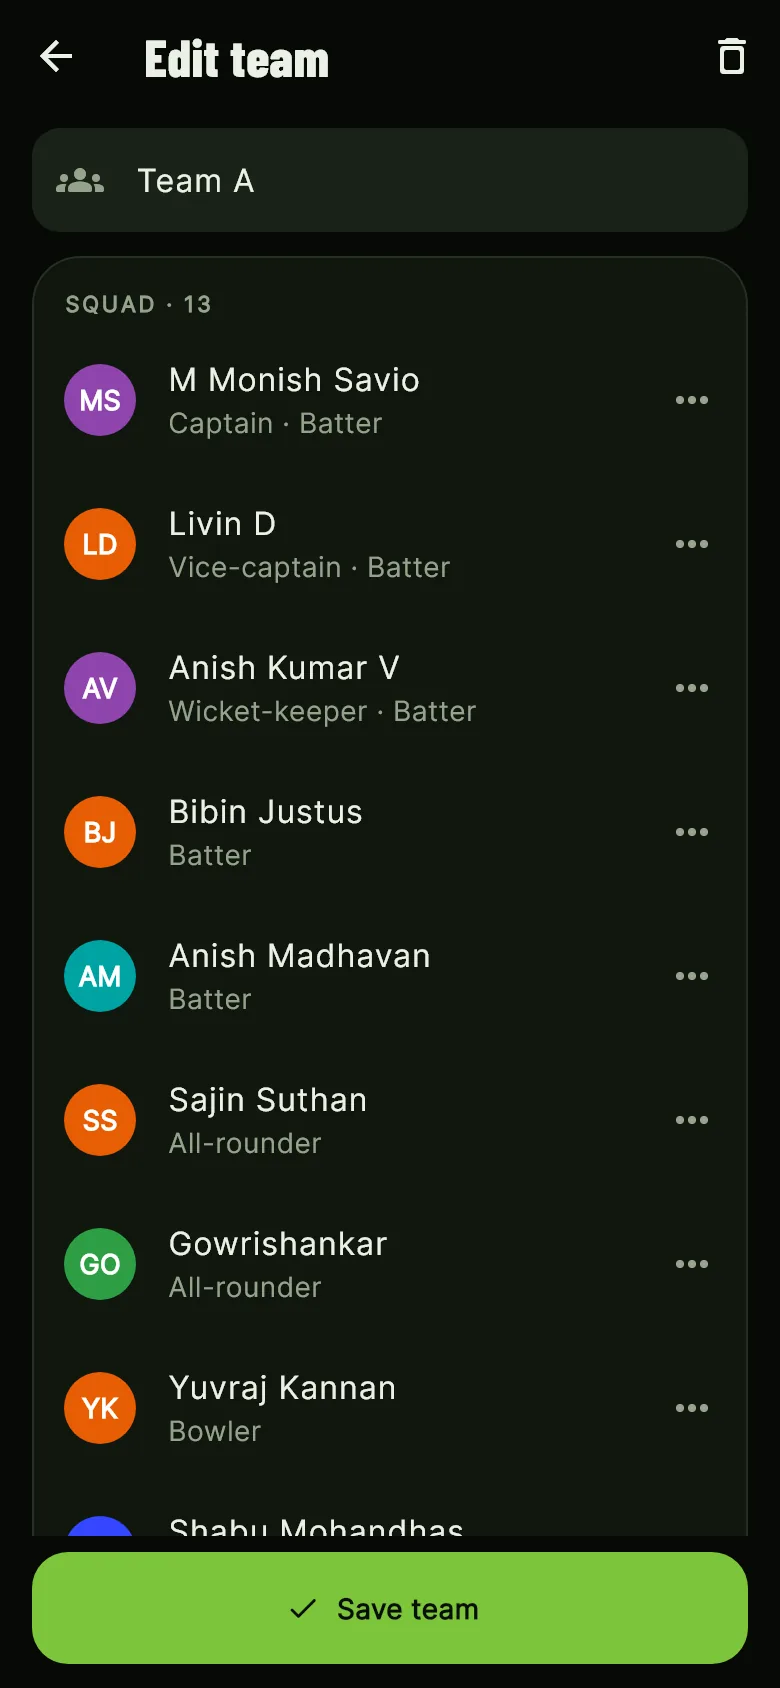 Edit team
Team A
SQUAD · 13
MS
M Monish Savio
Captain · Batter
LD
Livin D
Vice-captain · Batter
AV
Anish Kumar V
Wicket-keeper · Batter
BJ
Bibin Justus
Batter
AM
Anish Madhavan
Batter
SS
Sajin Suthan
All-rounder
GO
Gowrishankar
All-rounder
YK
Yuvraj Kannan
Bowler
Shabu Mohandhas
Save team